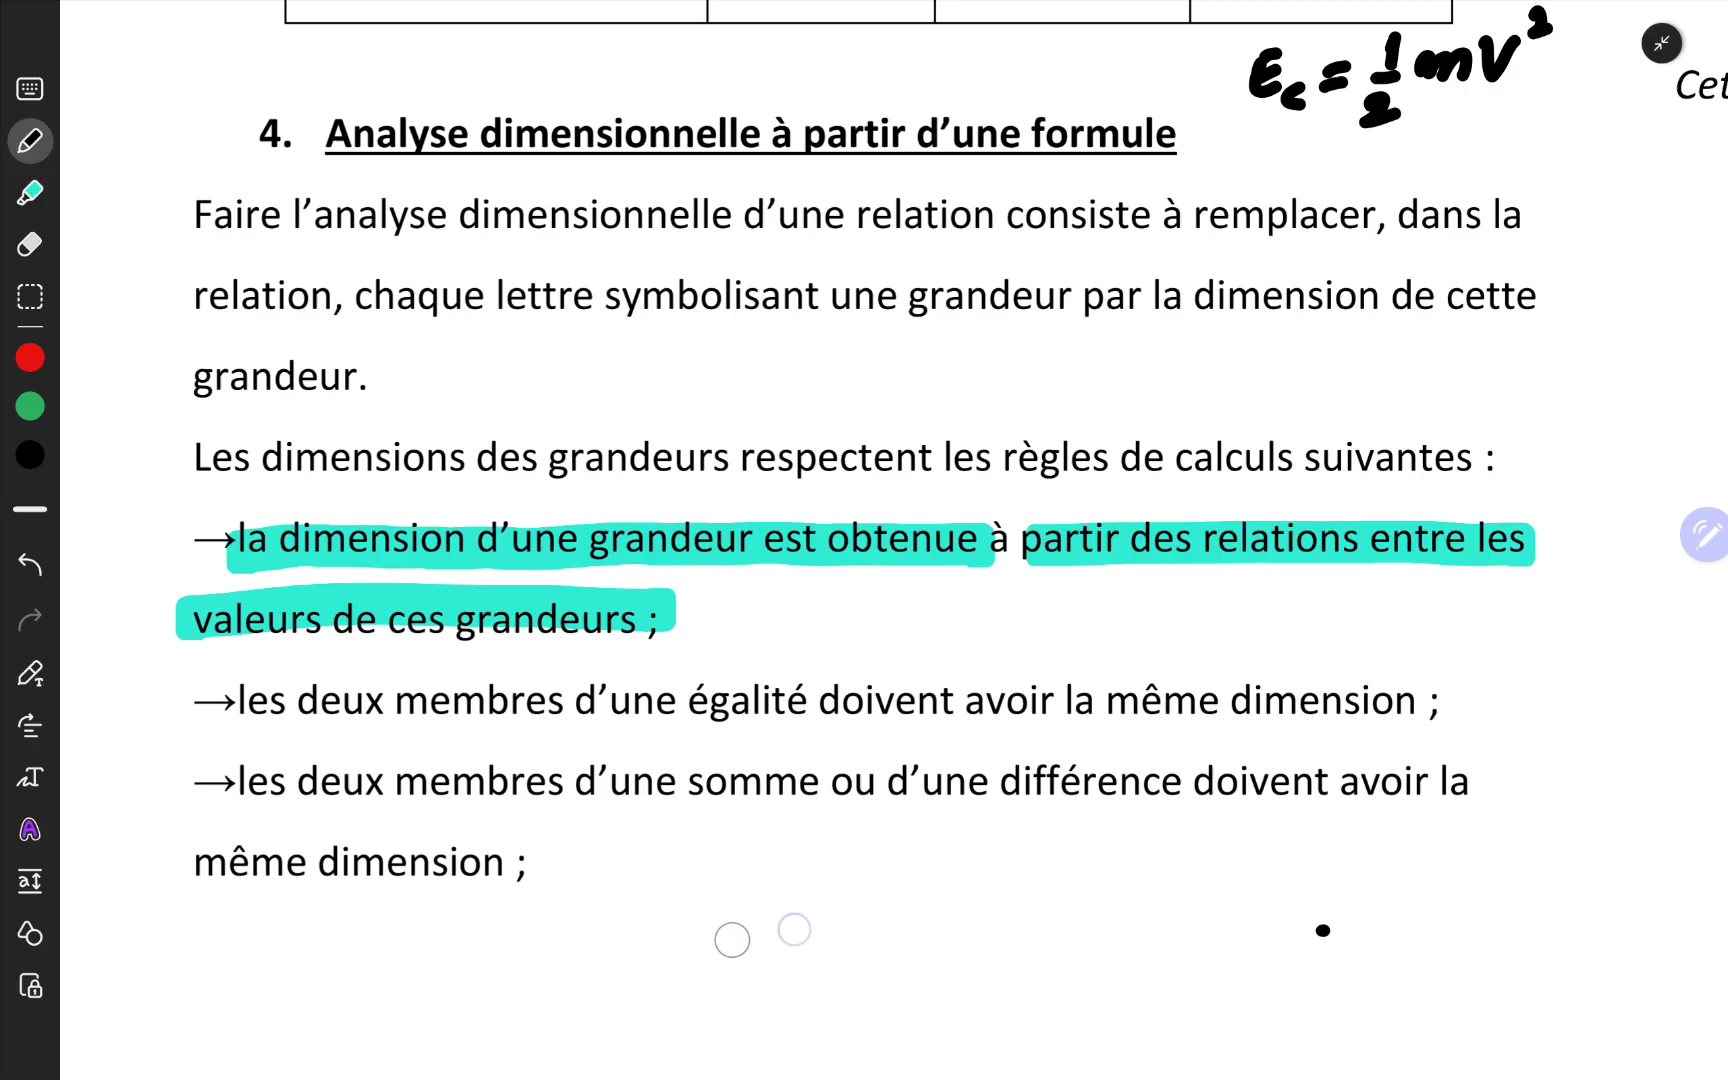 E_c = 1/2 mV²
Cet
4. Analyse dimensionnelle à partir d’une formule
Faire l’analyse dimensionnelle d’une relation consiste à remplacer, dans la
relation, chaque lettre symbolisant une grandeur par la dimension de cette
grandeur.
Les dimensions des grandeurs respectent les règles de calculs suivantes :
→la dimension d’une grandeur est obtenue à partir des relations entre les
valeurs de ces grandeurs ;
→les deux membres d’une égalité doivent avoir la même dimension ;
→les deux membres d’une somme ou d’une différence doivent avoir la
même dimension ;